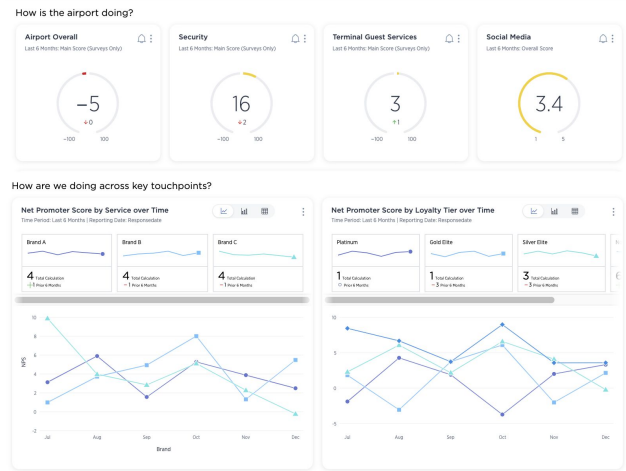 How is the airport doing?
Airport Overall
Last 6 Months: Main Score (Surveys Only)
-5
↓0
-100 100
Security
Last 6 Months: Main Score (Surveys Only)
16
↓2
-100 100
Terminal Guest Services
Last 6 Months: Main Score (Surveys Only)
3
↑1
-100 100
Social Media
Last 6 Months: Overall Score
3.4
1 5
How are we doing across key touchpoints?
Net Promoter Score by Service over Time
Time Period: Last 6 Months | Reporting Date: Responsedate
Brand A
4 Total Calculation
1 Prior 6 Months
Brand B
4 Total Calculation
1 Prior 6 Months
Brand C
4 Total Calculation
1 Prior 6 Months
10
8
6
4
2
0
-2
NPS
Jul Aug Sep Oct Nov Dec
Brand
Net Promoter Score by Loyalty Tier over Time
Time Period: Last 6 Months | Reporting Date: Responsedate
Platinum
1 Total Calculation
Prior 6 Months
Gold Elite
1 Total Calculation
3 Prior 6 Months
Silver Elite
3 Total Calculation
3 Prior 6 Months
Jul Aug Sep Oct Nov Dec